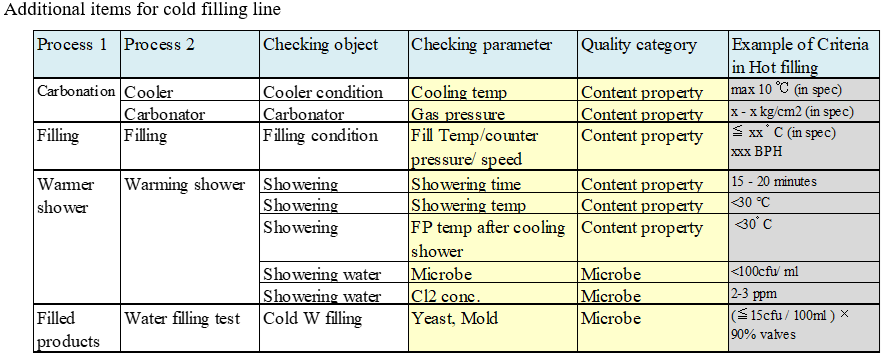 Additional items for cold filling line
Process 1 Process 2 Checking object Checking parameter Quality category Example of Criteria
in Hot filling
Carbonation Cooler Cooler condition Cooling temp Content property max 10 ℃ (in spec)
Carbonator Carbonator Gas pressure Content property x - x kg/cm2 (in spec)
Filling Filling Filling condition Fill Temp/counter Content property ≦ xx˚ C (in spec)
pressure/ speed xxx BPH
Warmer Warming shower Showering Showering time Content property 15 - 20 minutes
shower Showering Showering temp Content property <30 ℃
Showering FP temp after cooling Content property <30˚ C
shower
Showering water Microbe Microbe <100cfu/ ml
Showering water Cl2 conc. Microbe 2-3 ppm
Filled Water filling test Cold W filling Yeast, Mold Microbe (≦15cfu / 100ml ) ×
products 90% valves